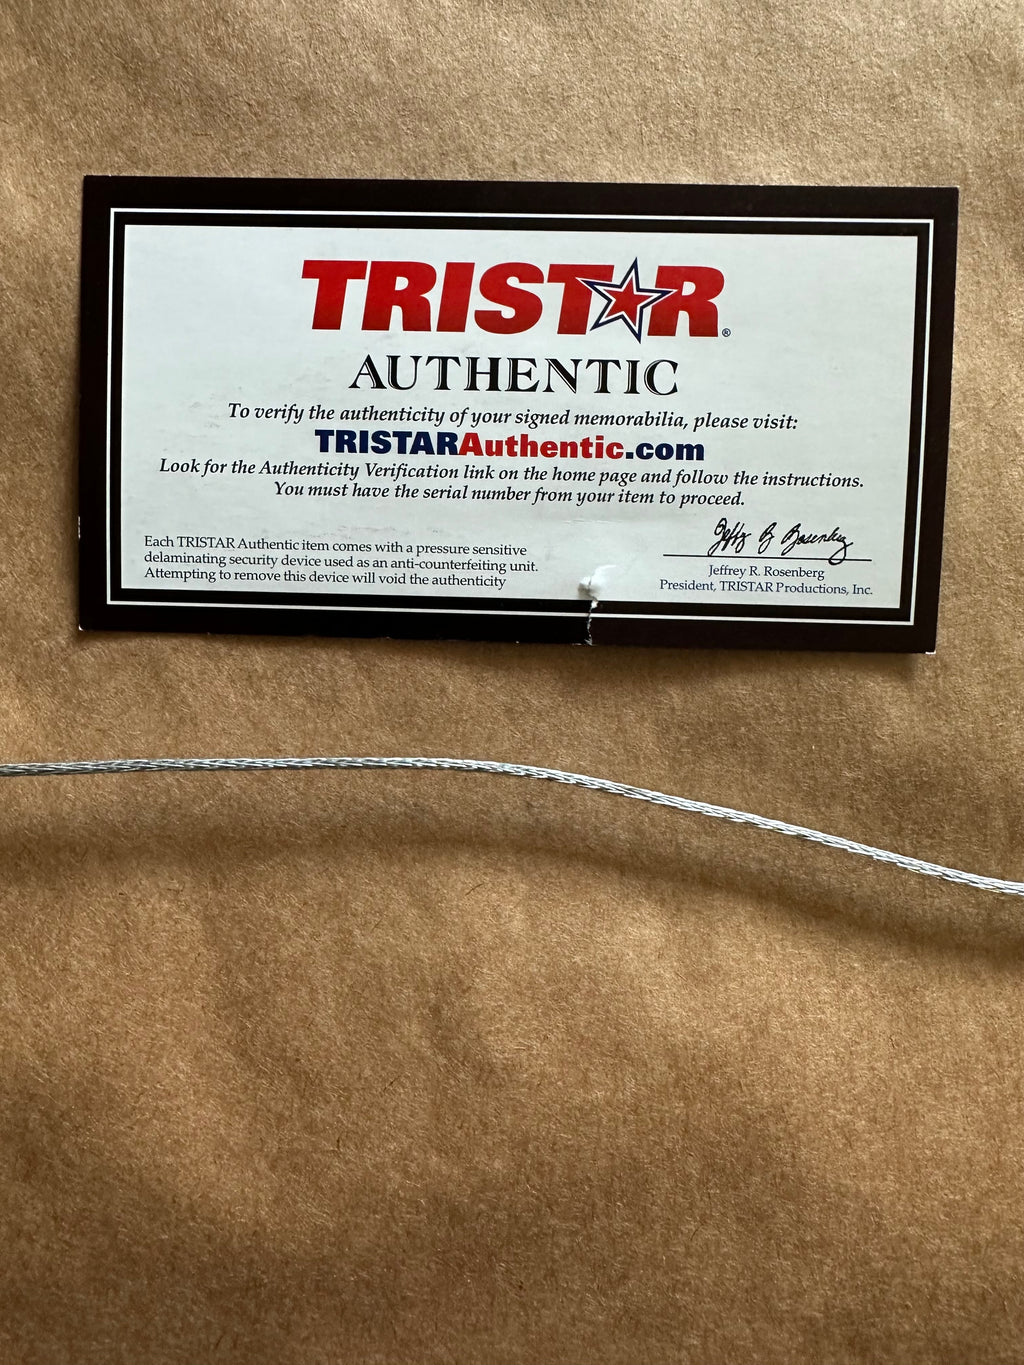 TRISTAR®
AUTHENTIC
To verify the authenticity of your signed memorabilia, please visit:
TRISTARAuthentic.com
Look for the Authenticity Verification link on the home page and follow the instructions.
You must have the serial number from your item to proceed.
Each TRISTAR Authentic item comes with a pressure sensitive
delaminating security device used as an anti-counterfeiting unit.
Attempting to remove this device will void the authenticity
Jeffrey R. Rosenberg
President, TRISTAR Productions, Inc.